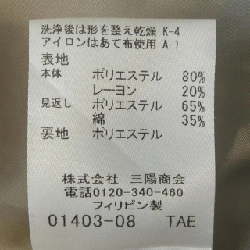 洗浄後は形を整え乾燥 K-4
アイロンはあて布使用 A-1
表地
本体 ポリエステル 80%
レーヨン 20%
見返し ポリエステル 65%
綿 35%
裏地 ポリエステル
株式会社 三陽商会
電話0120-340-460
フィリピン製
01403-08 TAE